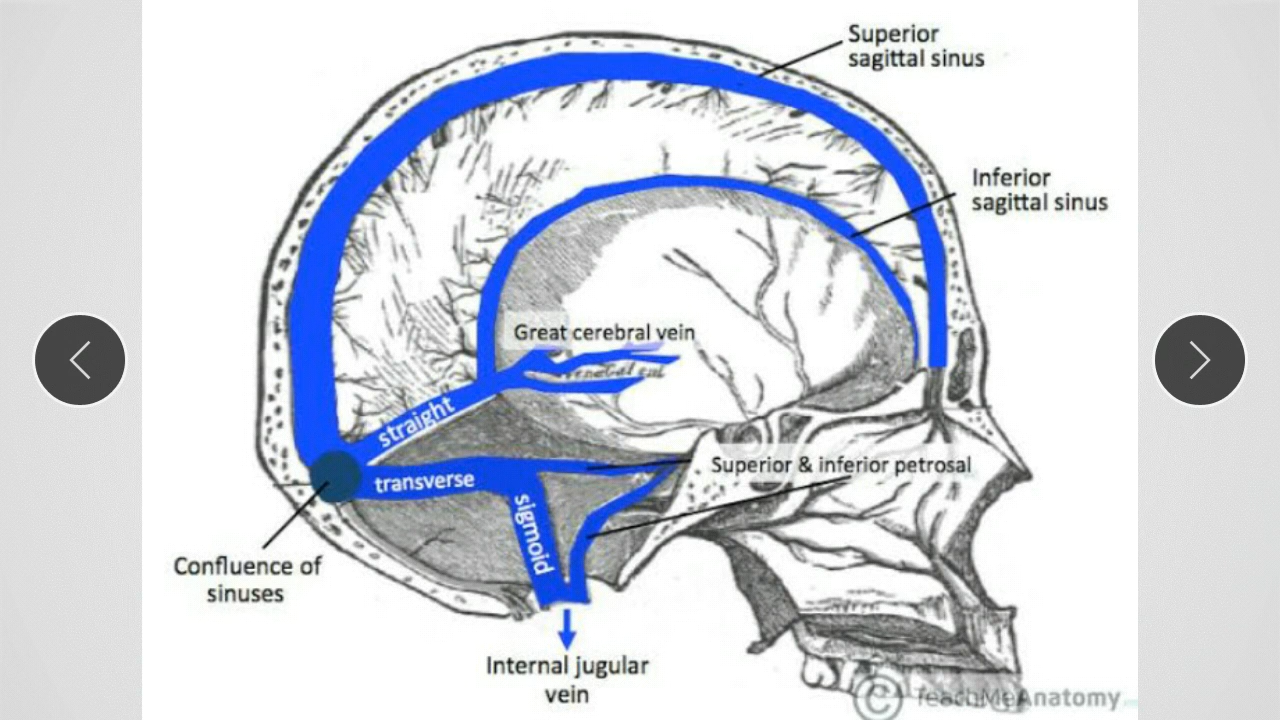 Superior
sagittal sinus
Inferior
sagittal sinus
Great cerebral vein
straight
transverse
Superior & inferior petrosal
sigmoid
Confluence of
sinuses
Internal jugular
vein
© TeachMeAnatomy